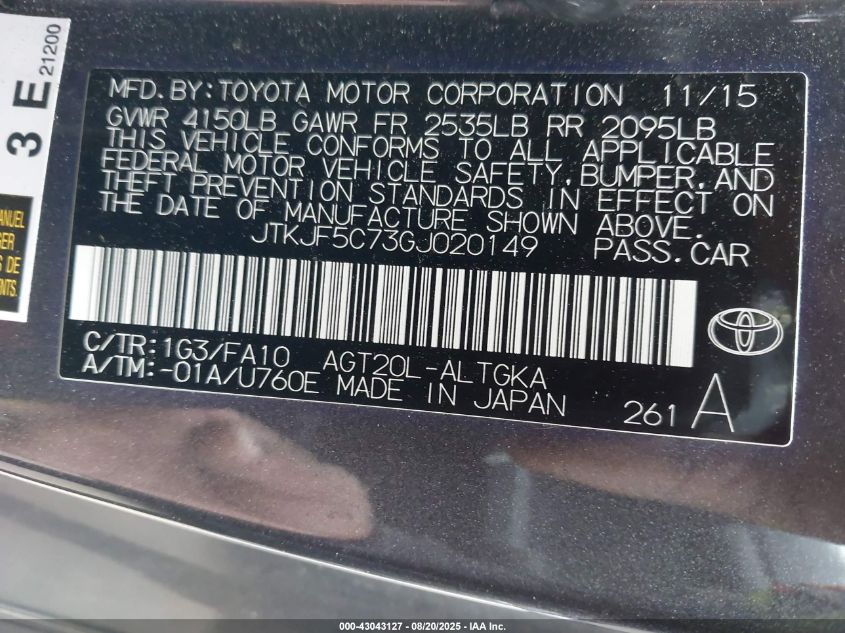 3 E
21200
MANUEL
MFD. BY: TOYOTA MOTOR CORPORATION 11/15
GVWR 4150LB GAWR FR 2535LB RR 2095LB
THIS VEHICLE CONFORMS TO ALL APPLICABLE
FEDERAL MOTOR VEHICLE SAFETY, BUMPER, AND
THEFT PREVENTION STANDARDS IN EFFECT ON
THE DATE OF MANUFACTURE SHOWN ABOVE.
JTKJF5C73GJ020149 PASS.CAR
C/TR: 1G3/FA10 AGT20L-ALTGKA
A/TM: -01A/U760E MADE IN JAPAN
261 A
DE
000-43043127 - 08/20/2025 - IAA, Inc.